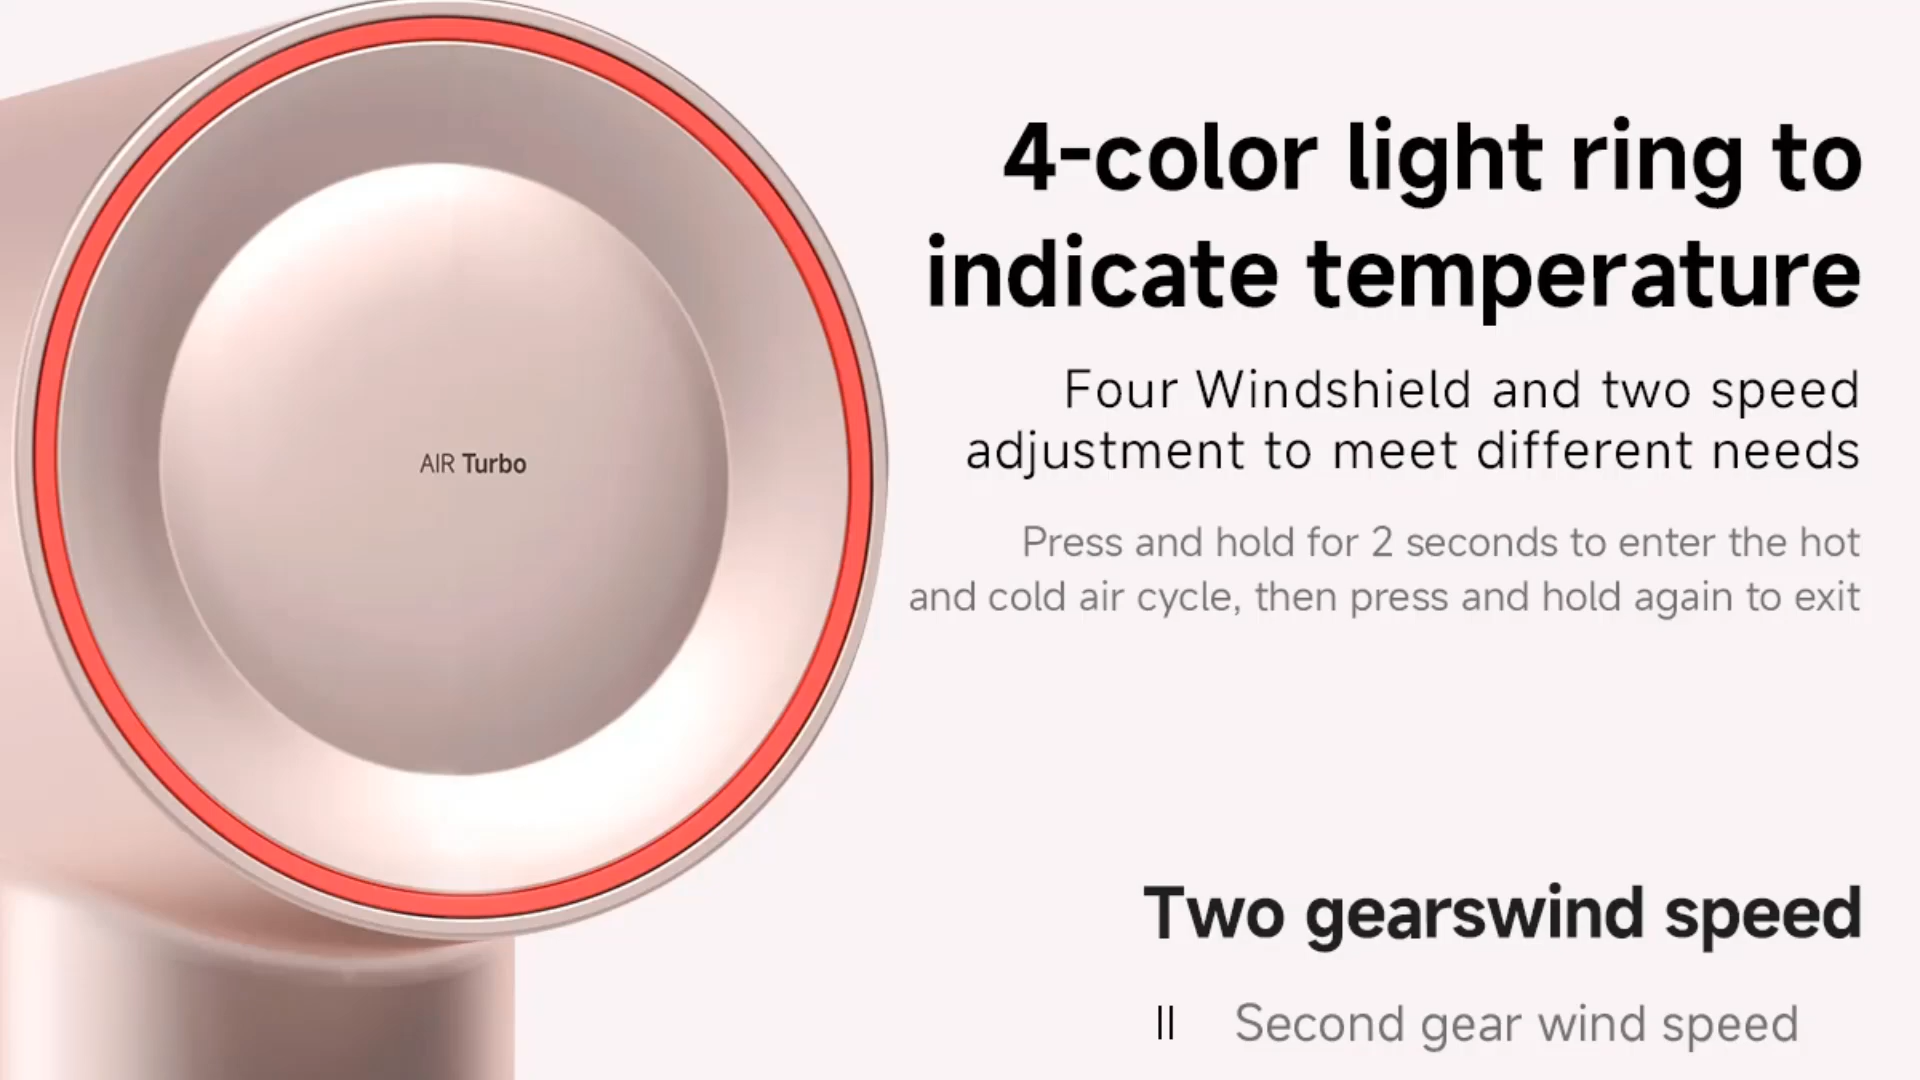 4-color light ring to
indicate temperature
Four Windshield and two speed
adjustment to meet different needs
Press and hold for 2 seconds to enter the hot
and cold air cycle, then press and hold again to exit
AIR Turbo
Two gearswind speed
II Second gear wind speed